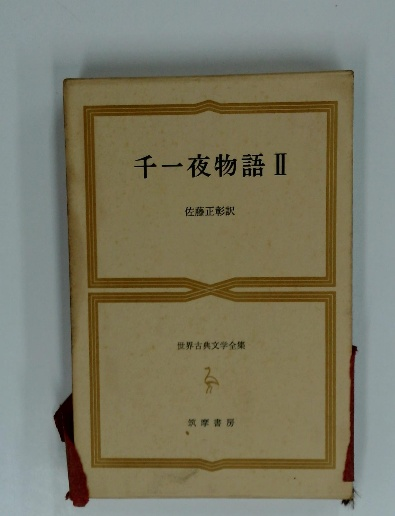 千一夜物語 Ⅱ
佐藤正彰訳
世界古典文学全集
筑摩書房